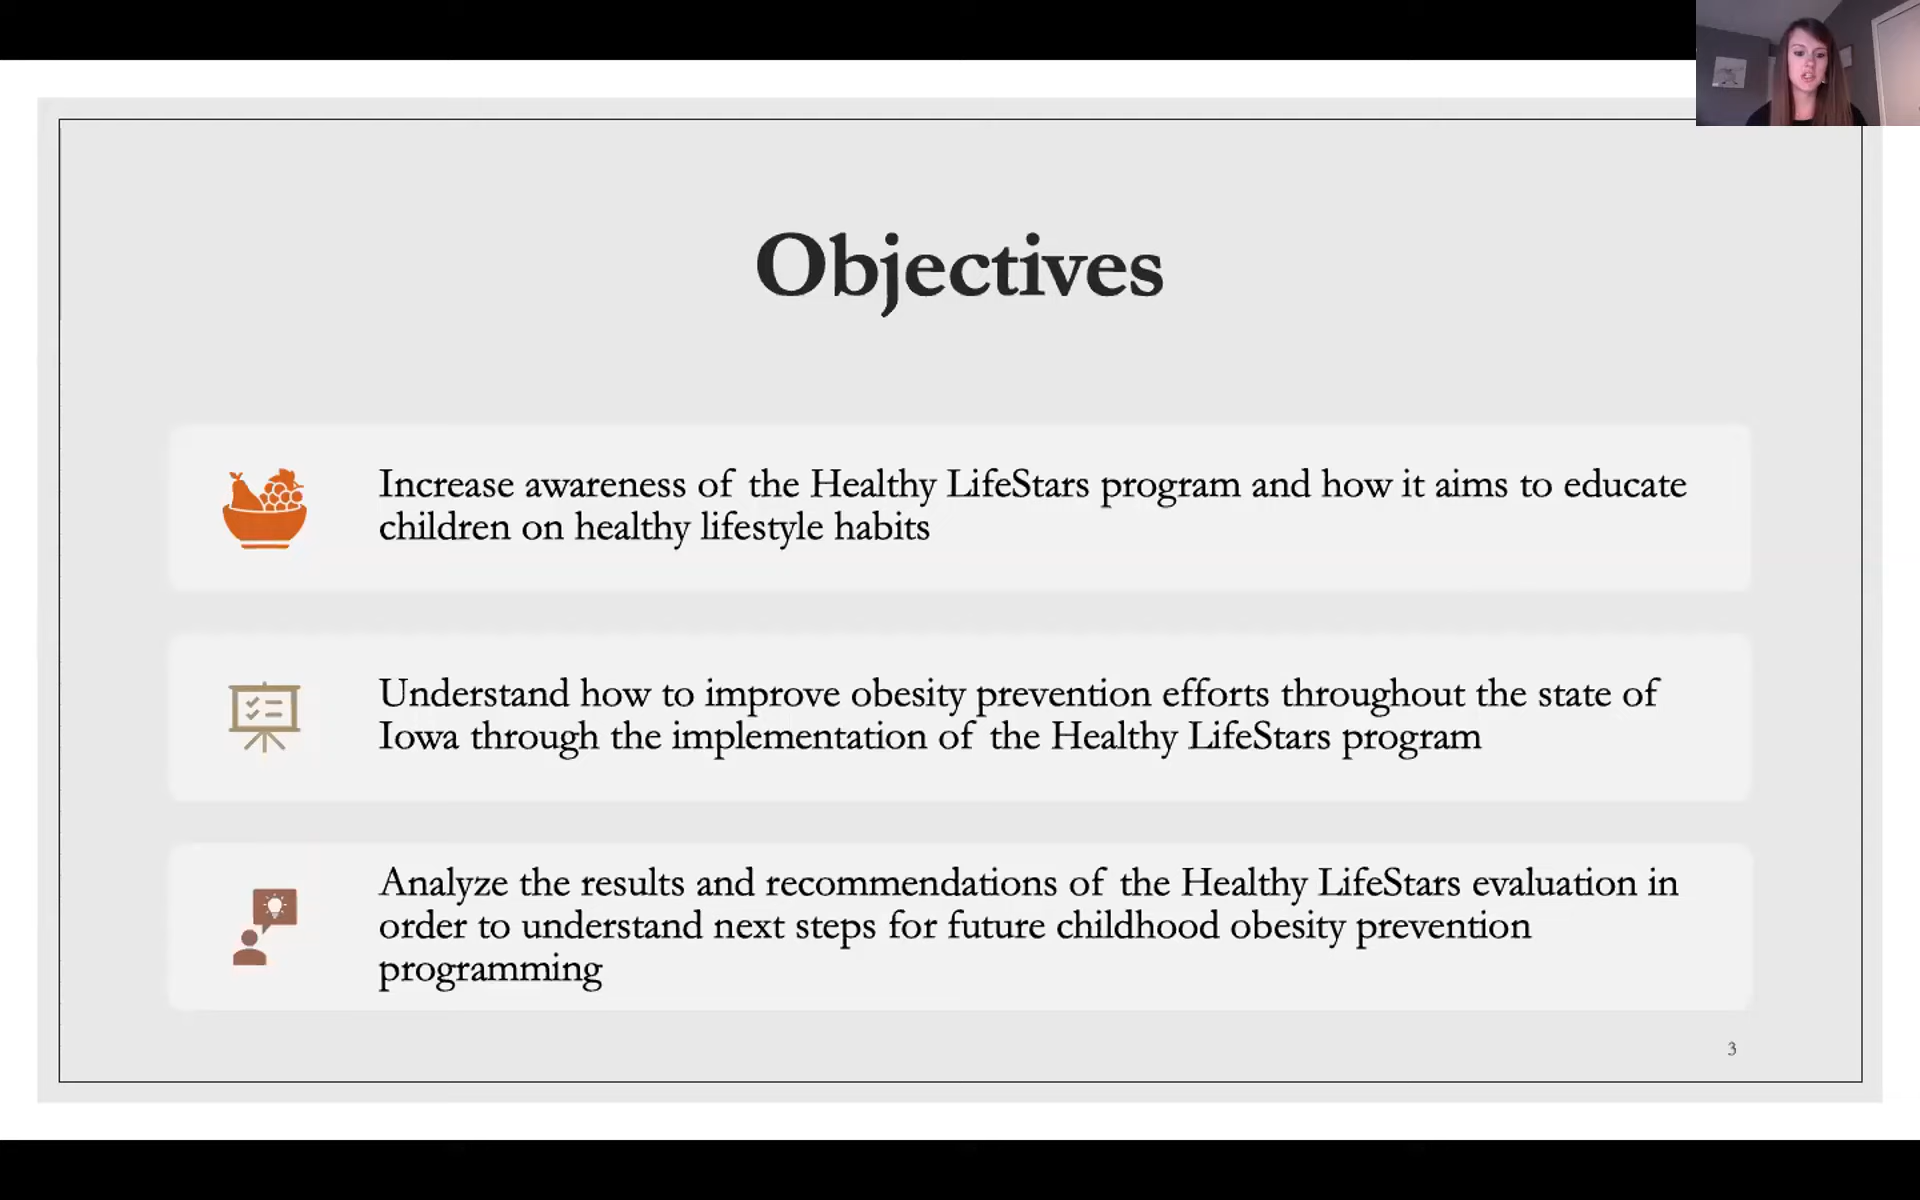 Objectives
Increase awareness of the Healthy LifeStars program and how it aims to educate
children on healthy lifestyle habits
Understand how to improve obesity prevention efforts throughout the state of
Iowa through the implementation of the Healthy LifeStars program
Analyze the results and recommendations of the Healthy LifeStars evaluation in
order to understand next steps for future childhood obesity prevention
programming
3